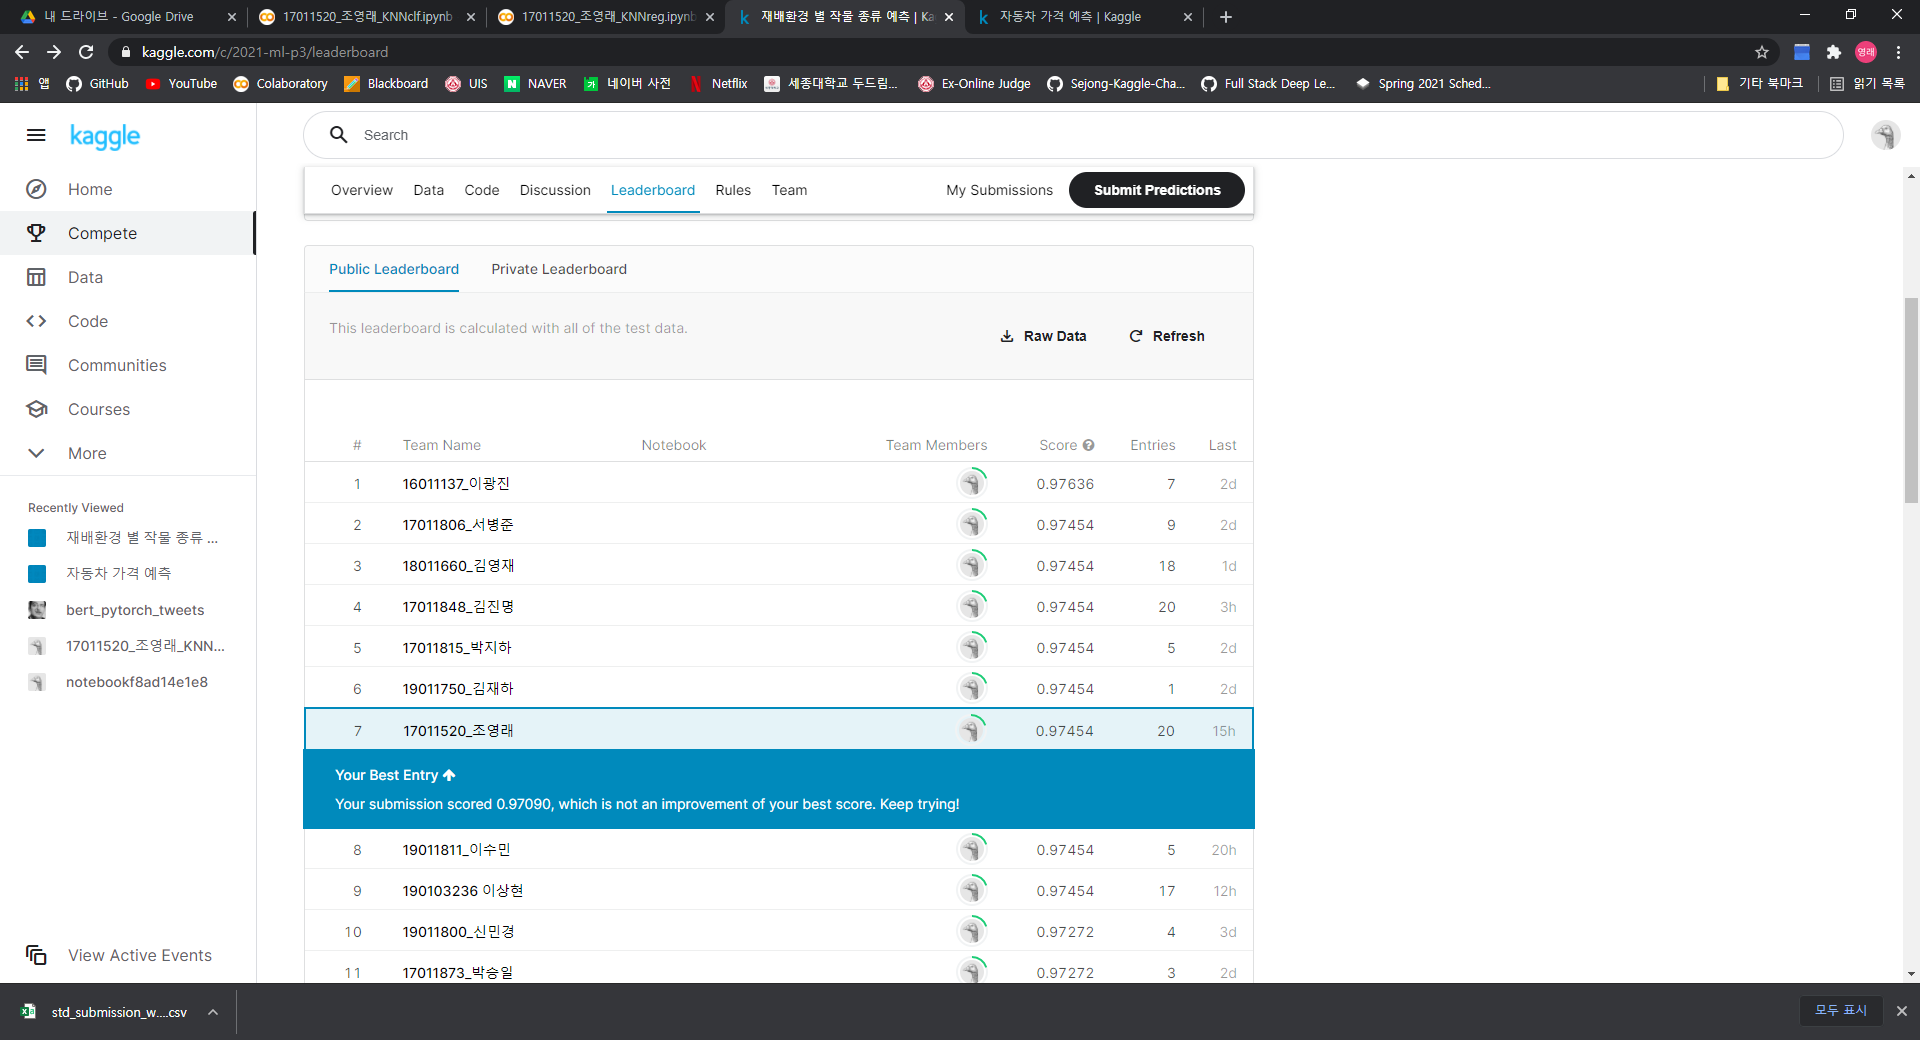 내 드라이브 - Google Drive
17011520_조영래_KNNclf.ipynb
17011520_조영래_KNNreg.ipynb
재배환경 별 작물 종류 예측 | Ka
자동차 가격 예측 | Kaggle
kaggle.com/c/2021-ml-p3/leaderboard
영래
앱 GitHub YouTube Colaboratory Blackboard UIS NAVER 네이버 사전 Netflix 세종대학교 두드림... Ex-Online Judge Sejong-Kaggle-Cha... Full Stack Deep Le... Spring 2021 Sched... 기타 북마크 읽기 목록
kaggle
Search
Home
Compete
Data
Code
Communities
Courses
More
Recently Viewed
재배환경 별 작물 종류 ...
자동차 가격 예측
bert_pytorch_tweets
17011520_조영래_KNN...
notebookf8ad14e1e8
View Active Events
Overview Data Code Discussion Leaderboard Rules Team My Submissions Submit Predictions
Public Leaderboard Private Leaderboard
This leaderboard is calculated with all of the test data.
Raw Data Refresh
# Team Name Notebook Team Members Score Entries Last
1 16011137_이광진 0.97636 7 2d
2 17011806_서병준 0.97454 9 2d
3 18011660_김영재 0.97454 18 1d
4 17011848_김진명 0.97454 20 3h
5 17011815_박지하 0.97454 5 2d
6 19011750_김재하 0.97454 1 2d
7 17011520_조영래 0.97454 20 15h
Your Best Entry
Your submission scored 0.97090, which is not an improvement of your best score. Keep trying!
8 19011811_이수민 0.97454 5 20h
9 190103236 이상현 0.97454 17 12h
10 19011800_신민경 0.97272 4 3d
11 17011873_박승일 0.97272 3 2d
std_submission_w....csv
모두 표시